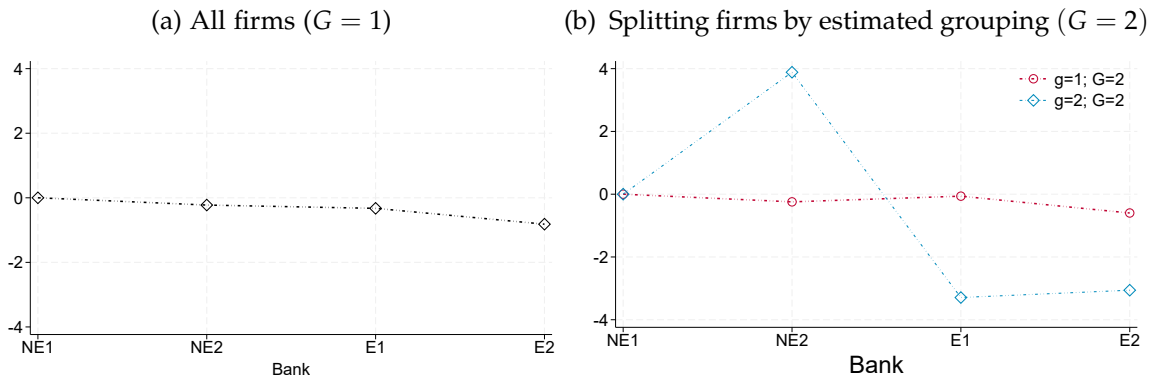 (a) All firms (G = 1)
4
2
0
-2
-4
NE1 NE2 E1 E2
Bank
(b) Splitting firms by estimated grouping (G = 2)
g=1; G=2
g=2; G=2
4
2
0
-2
-4
NE1 NE2 E1 E2
Bank